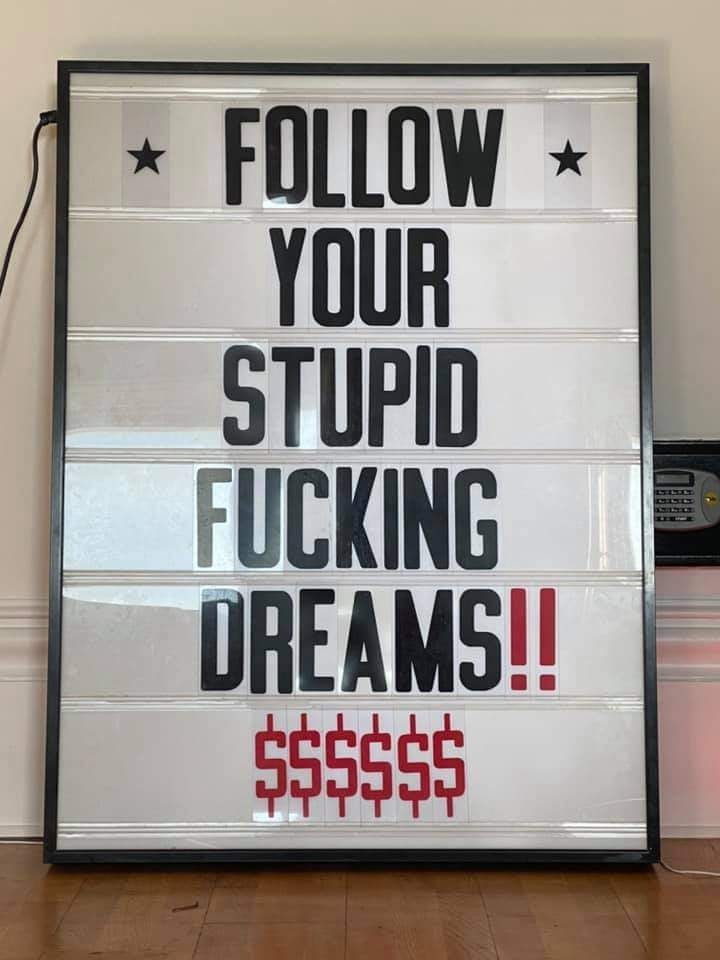 ★ FOLLOW ★
YOUR
STUPID
FUCKING
DREAMS!!
$$$$$$